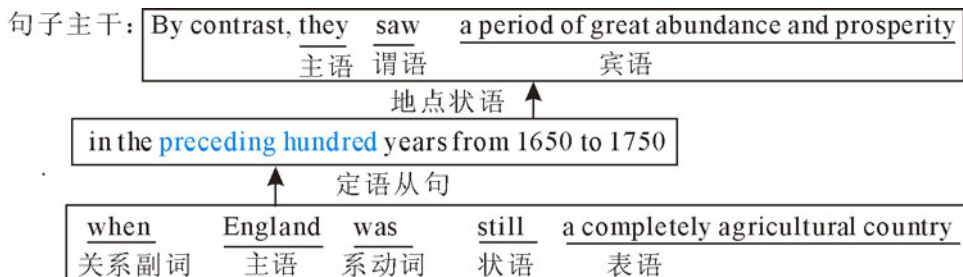 句子主干: By contrast, they saw a period of great abundance and prosperity
主语 谓语 宾语
地点状语
in the preceding hundred years from 1650 to 1750
定语从句
when England was still a completely agricultural country
关系副词 主语 系动词 状语 表语